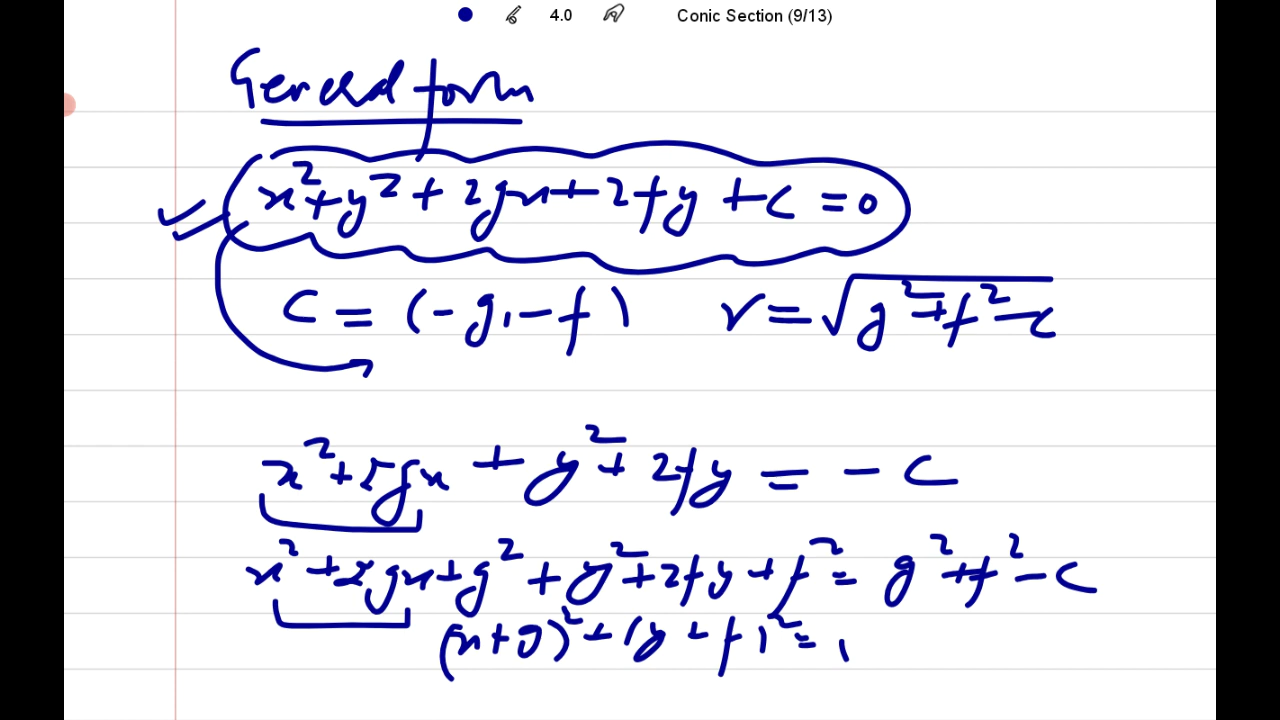 4.0 Conic Section (9/13)
General form
x² + y² + 2gx + 2fy + c = 0
C = (-g, -f) r = √(g² + f² - c)
x² + 2gx + y² + 2fy = - c
x² + 2gx + g² + y² + 2fy + f² = g² + f² - c
(x + g)² + (y + f)² =